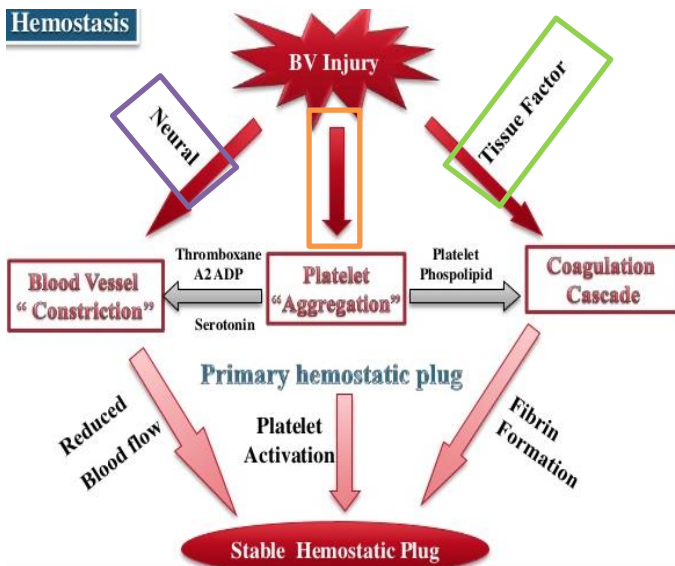 Hemostasis
BV Injury
Neural
Tissue Factor
Thromboxane
A2 ADP
Serotonin
Platelet
Phospolipid
Blood Vessel
“ Constriction”
Platelet
“Aggregation”
Coagulation
Cascade
Primary hemostatic plug
Reduced
Blood flow
Platelet
Activation
Fibrin
Formation
Stable Hemostatic Plug